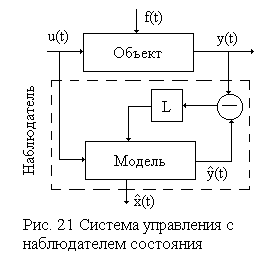 f(t)
u(t)
Объект
y(t)
Наблюдатель
L
Модель
ŷ(t)
x̂(t)
Рис. 21 Система управления с
наблюдателем состояния